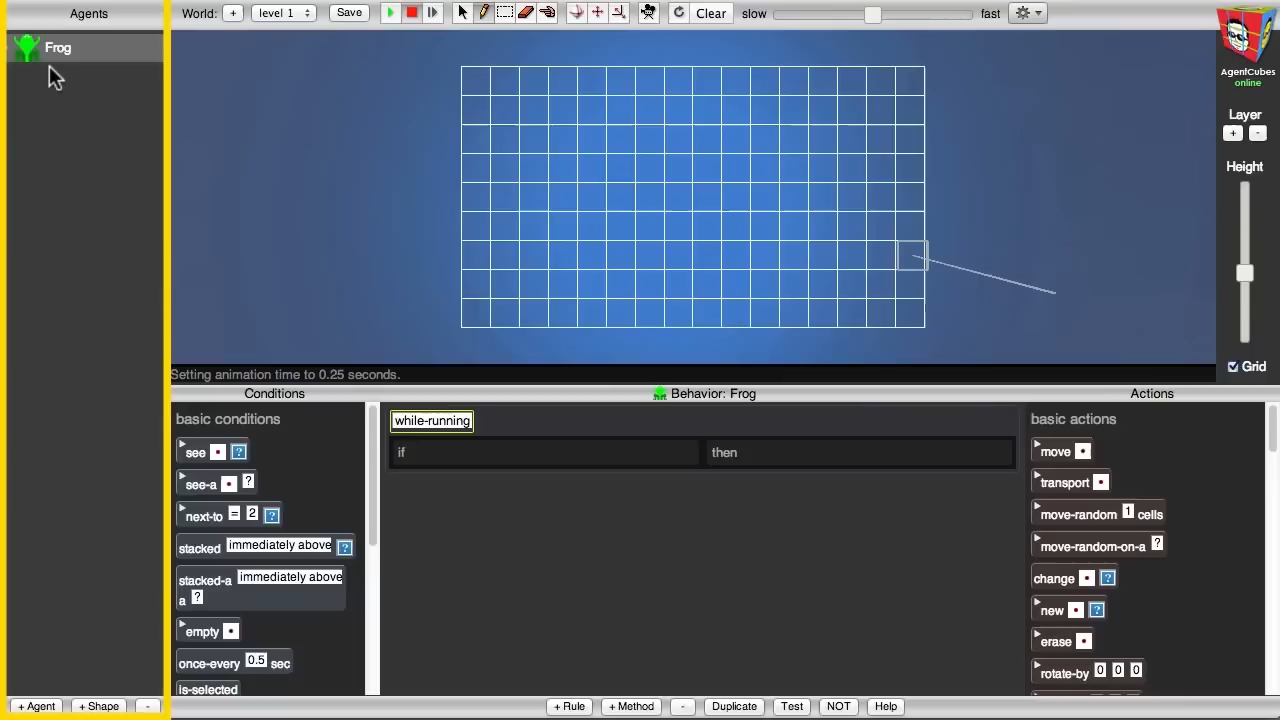 Agents
World: + level 1 Save Clear slow fast
Frog
AgentCubes
online
Layer
+ -
Height
Grid
Setting animation time to 0.25 seconds.
Conditions
Behavior: Frog
Actions
basic conditions
see ?
see-a ?
next-to = 2 ?
stacked immediately above ?
stacked-a immediately above
a ?
empty
once-every 0.5 sec
is-selected
while-running
if then
basic actions
move
transport
move-random 1 cells
move-random-on-a ?
change ?
new ?
erase
rotate-by 0 0 0
+ Agent + Shape -
+ Rule + Method - Duplicate Test NOT Help